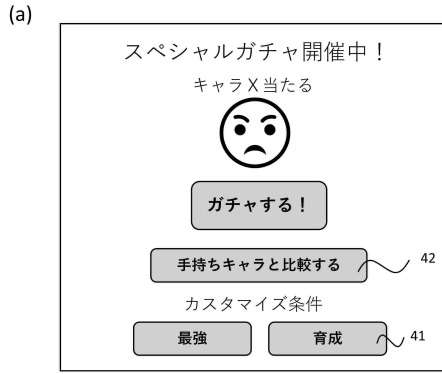 (a)
スペシャルガチャ開催中！
キャラX当たる
ガチャする！
手持ちキャラと比較する
42
カスタマイズ条件
最強
育成
41